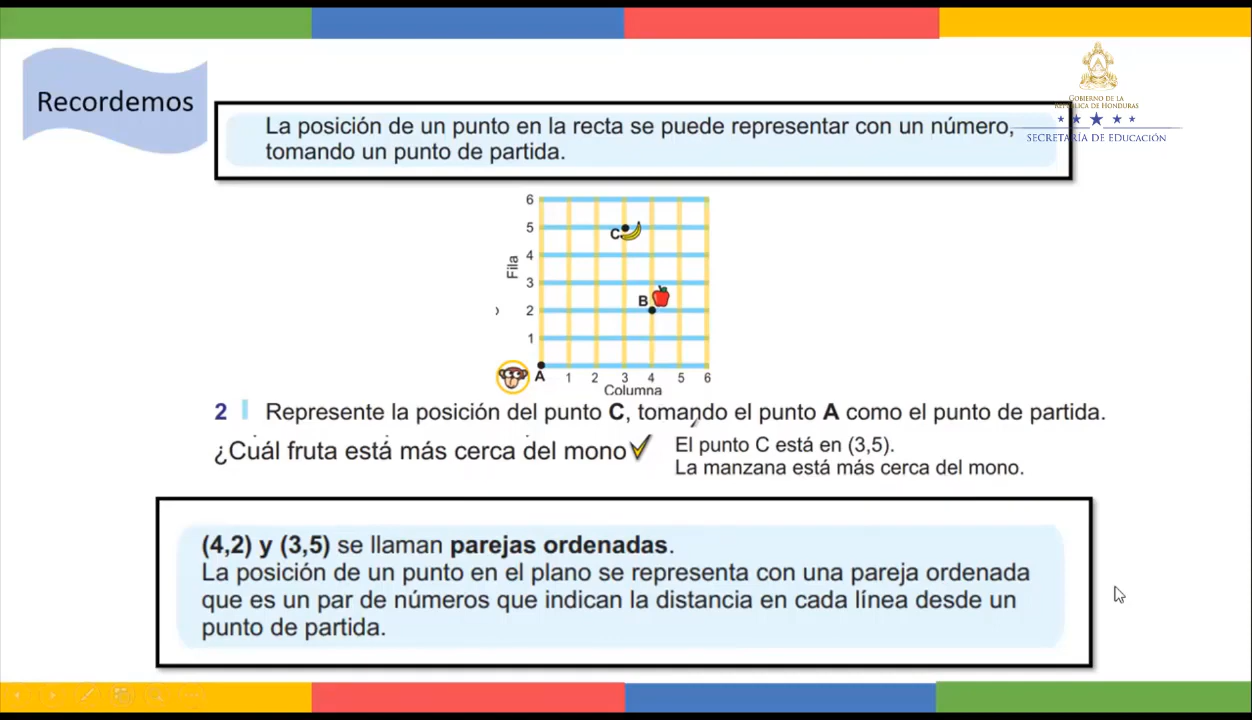 Recordemos
GOBIERNO DE LA
REPÚBLICA DE HONDURAS
SECRETARÍA DE EDUCACIÓN
La posición de un punto en la recta se puede representar con un número,
tomando un punto de partida.
6
5
4
3
2
1
Fila
C
B
A
1 2 3 4 5 6
Columna
2 Represente la posición del punto C, tomando el punto A como el punto de partida.
¿Cuál fruta está más cerca del mono
El punto C está en (3,5).
La manzana está más cerca del mono.
(4,2) y (3,5) se llaman parejas ordenadas.
La posición de un punto en el plano se representa con una pareja ordenada
que es un par de números que indican la distancia en cada línea desde un
punto de partida.